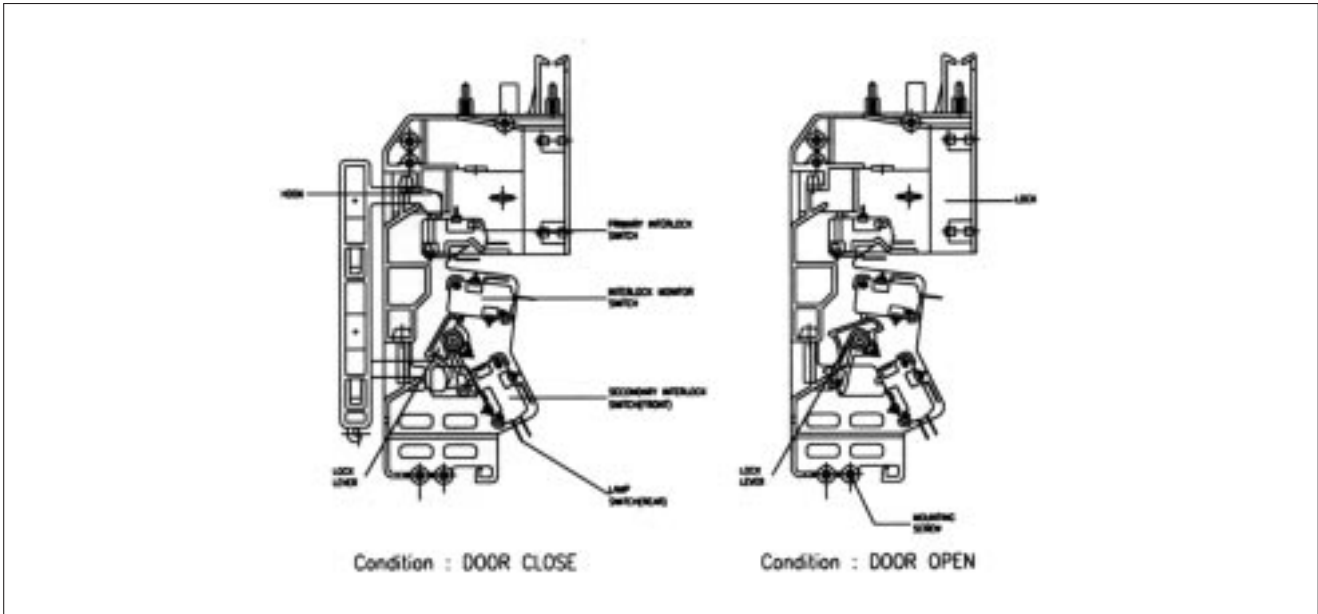 HOOK
PRIMARY INTERLOCK
SWITCH
INTERLOCK MONITOR
SWITCH
SECONDARY INTERLOCK
SWITCH(FRONT)
LOCK
LEVER
LAMP
SWITCH(REAR)
Condition : DOOR CLOSE
LOCK
LOCK
LEVER
MOUNTING
SCREW
Condition : DOOR OPEN